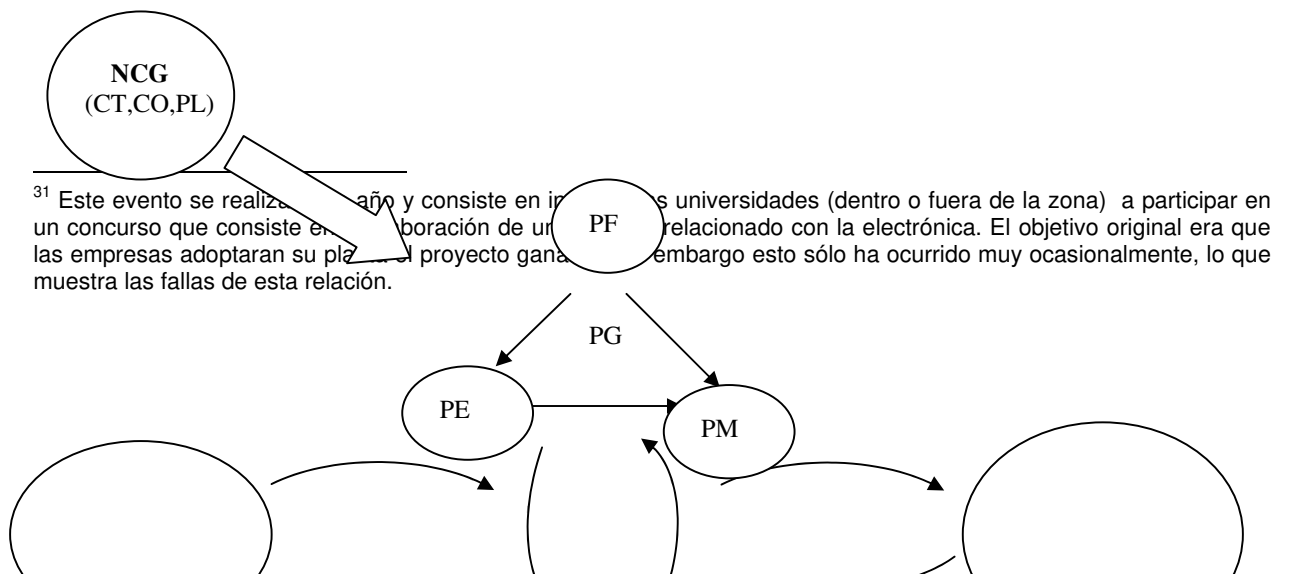 NCG
(CT,CO,PL)
31 Este evento se realiza año y consiste en universidades (dentro o fuera de la zona) a participar en
un concurso que consiste en relacionado con la electrónica. El objetivo original era que
las empresas adoptaran su proyecto embargo esto sólo ha ocurrido muy ocasionalmente, lo que
muestra las fallas de esta relación.
PF
PG
PE
PM